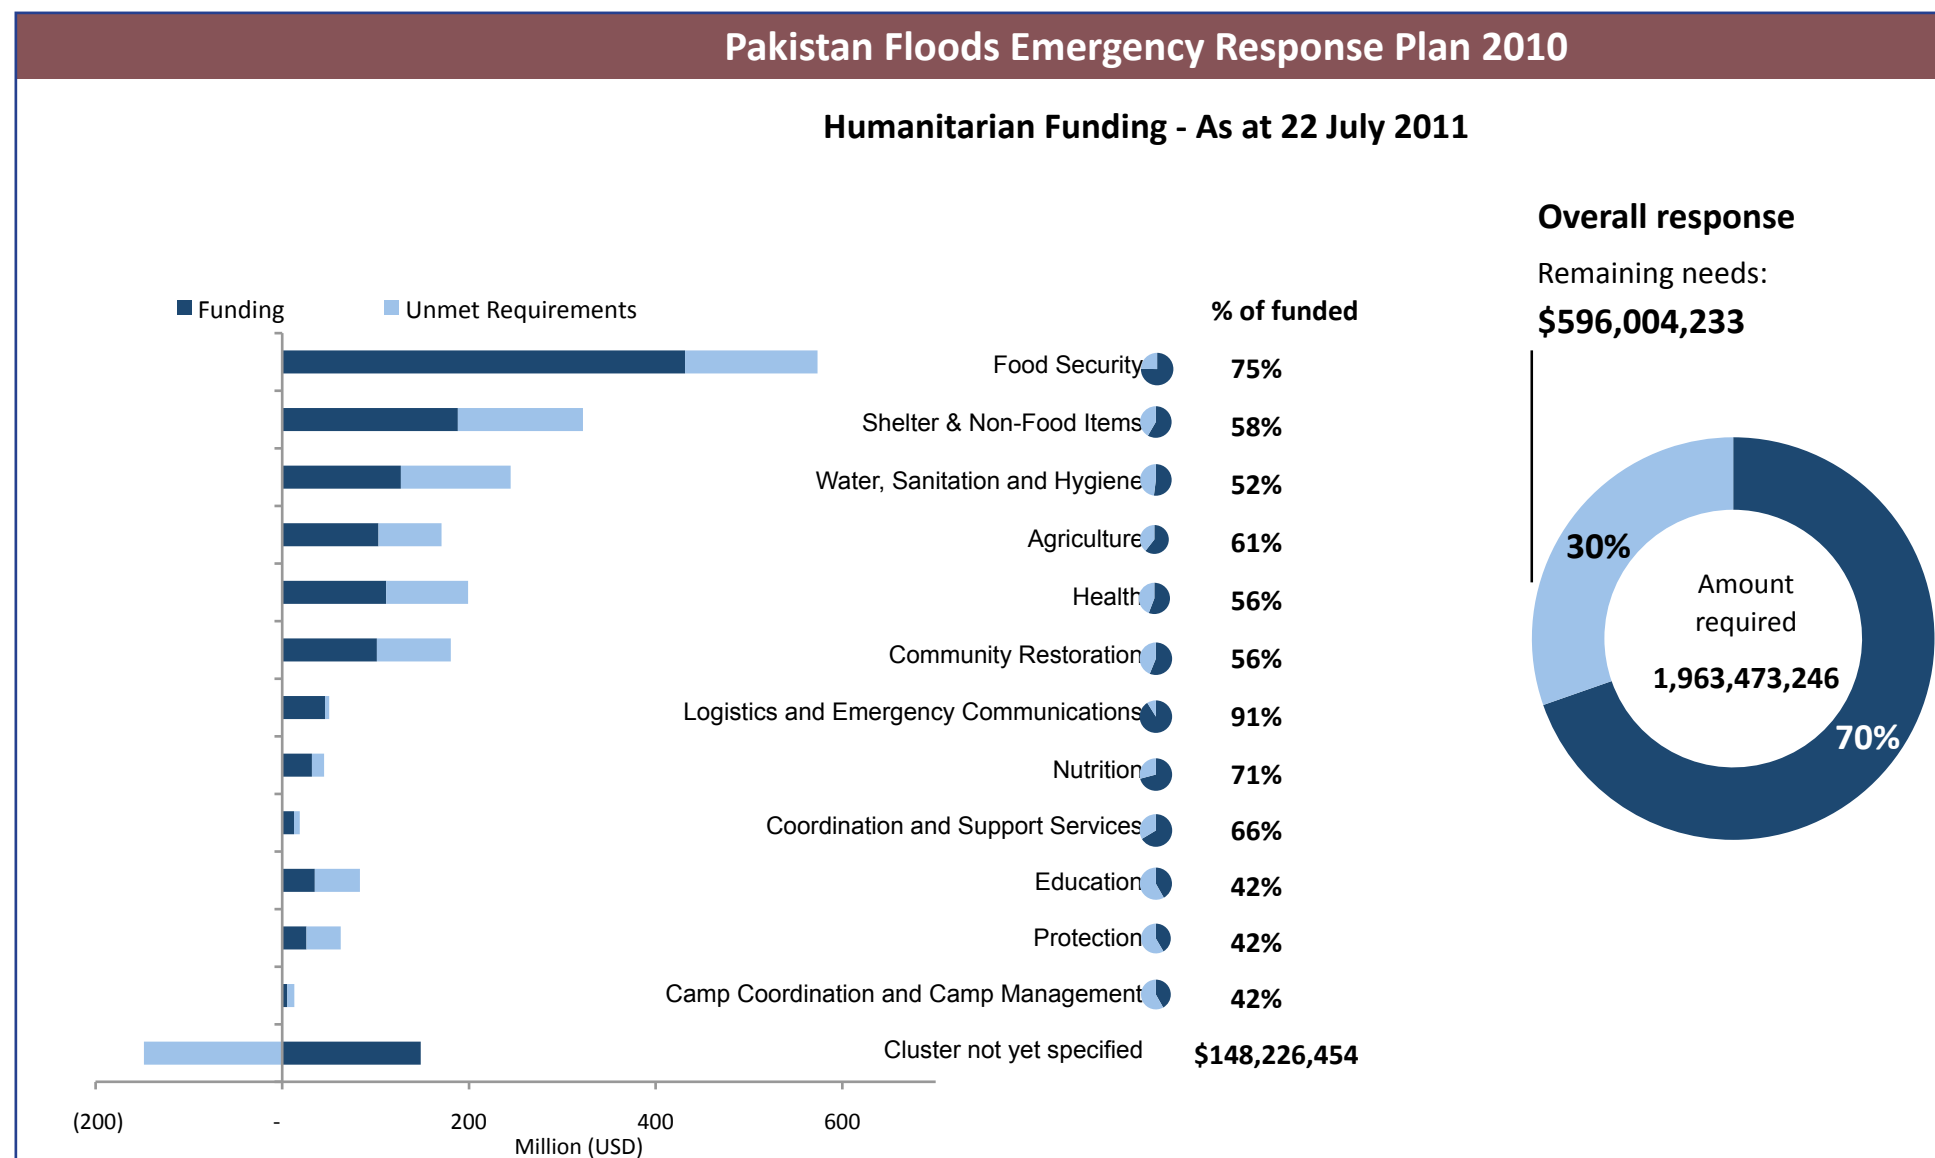 Pakistan Floods Emergency Response Plan 2010
Humanitarian Funding - As at 22 July 2011
Overall response
Remaining needs:
$596,004,233
Funding
Unmet Requirements
% of funded
Food Security 75%
Shelter & Non-Food Items 58%
Water, Sanitation and Hygiene 52%
Agriculture 61%
Health 56%
Community Restoration 56%
Logistics and Emergency Communications 91%
Nutrition 71%
Coordination and Support Services 66%
Education 42%
Protection 42%
Camp Coordination and Camp Management 42%
Cluster not yet specified $148,226,454
(200) - 200 400 600
Million (USD)
30%
Amount
required
1,963,473,246
70%